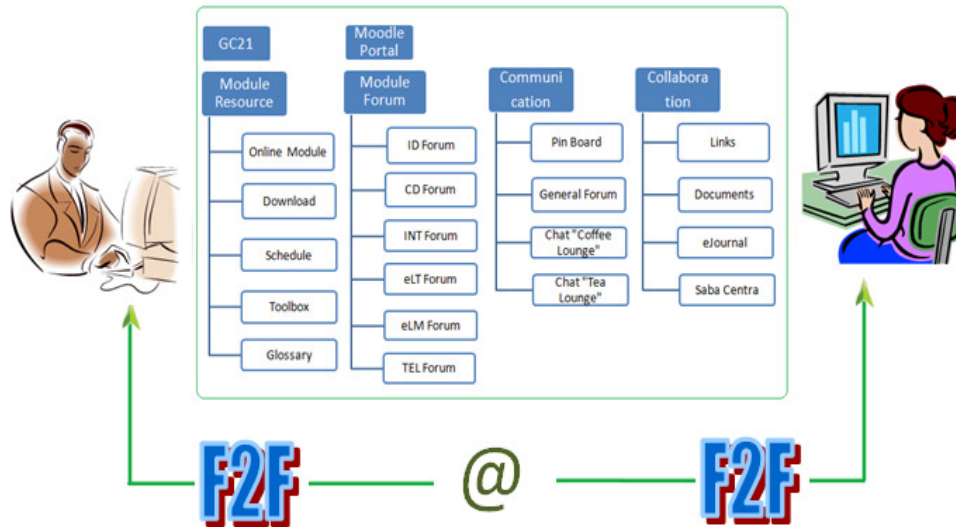 GC21
Moodle
Portal
Module
Resource
Module
Forum
Communi
cation
Collabora
tion
Online Module
Download
Schedule
Toolbox
Glossary
ID Forum
CD Forum
INT Forum
eLT Forum
eLM Forum
TEL Forum
Pin Board
General Forum
Chat "Coffee
Lounge"
Chat "Tea
Lounge"
Links
Documents
eJournal
Saba Centra
F2F
@
F2F